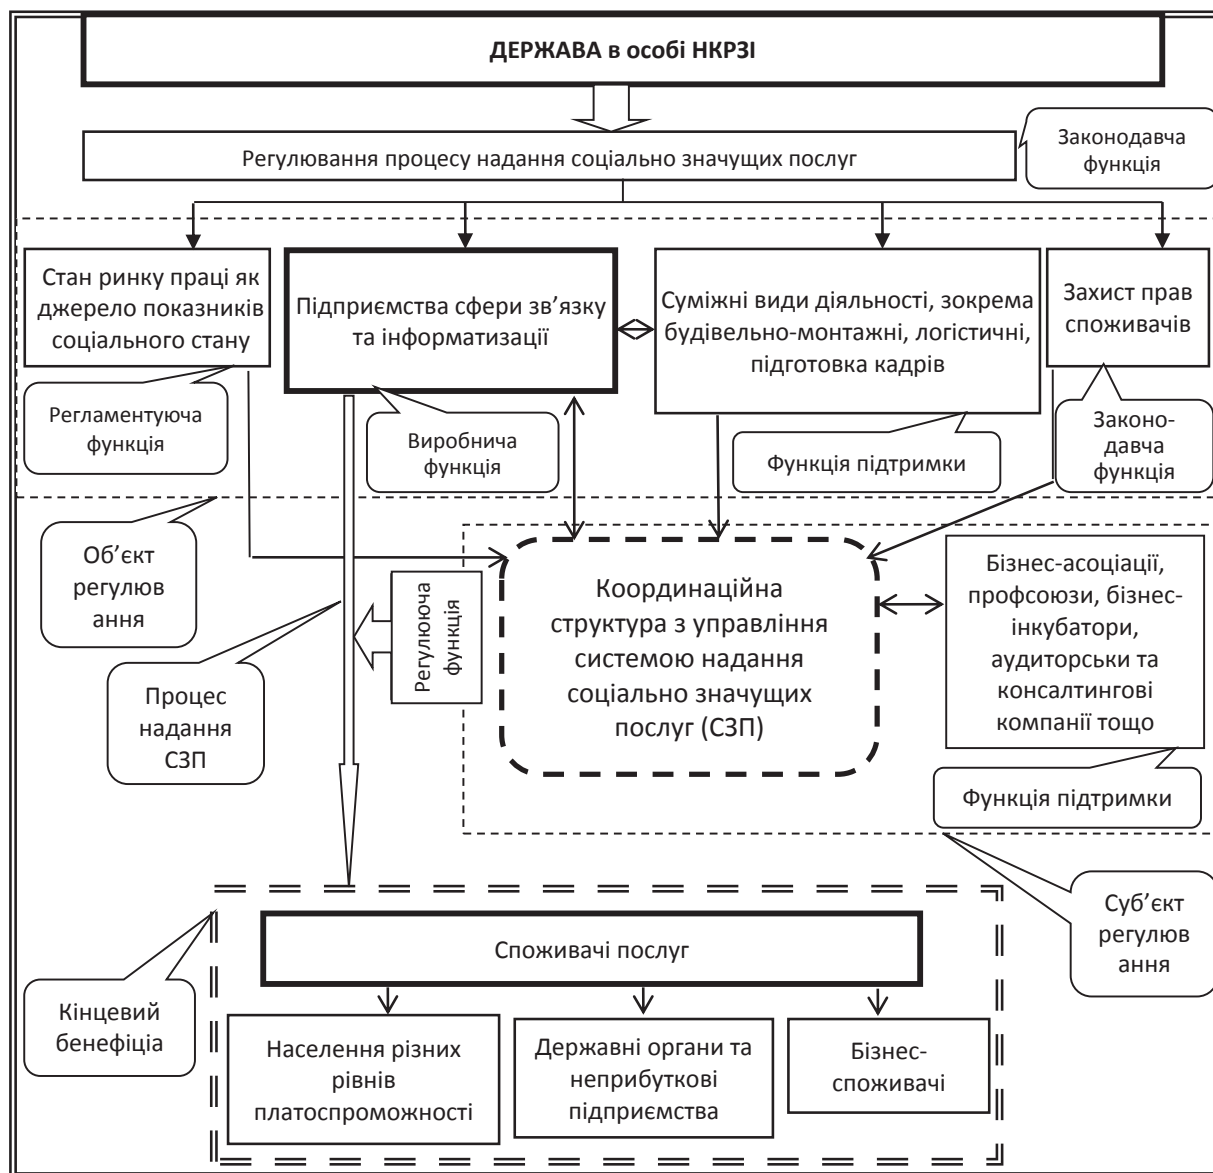 ДЕРЖАВА в особі НКРЗІ
Регулювання процесу надання соціально значущих послуг
Законодавча
функція
Стан ринку праці як
джерело показників
соціального стану
Підприємства сфери зв’язку
та інформатизації
Суміжні види діяльності, зокрема
будівельно-монтажні, логістичні,
підготовка кадрів
Захист прав
споживачів
Регламентуюча
функція
Виробнича
функція
Функція підтримки
Законо-
давча
функція
Об’єкт
регулюв
ання
Процес
надання
СЗП
Регулююча
функція
Координаційна
структура з управління
системою надання
соціально значущих
послуг (СЗП)
Бізнес-асоціації,
профсоюзи, бізнес-
інкубатори,
аудиторськи та
консалтингові
компанії тощо
Функція підтримки
Суб’єкт
регулюв
ання
Кінцевий
бенефіціа
Споживачі послуг
Населення різних
рівнів
платоспроможності
Державні органи та
неприбуткові
підприємства
Бізнес-
споживачі